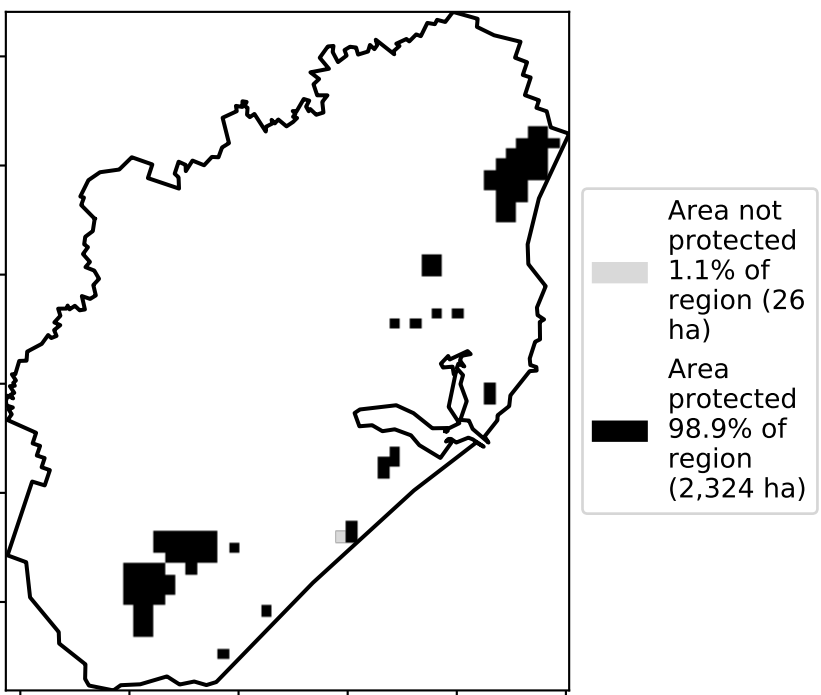 Area not
protected
1.1% of
region (26
ha)
Area
protected
98.9% of
region
(2,324 ha)